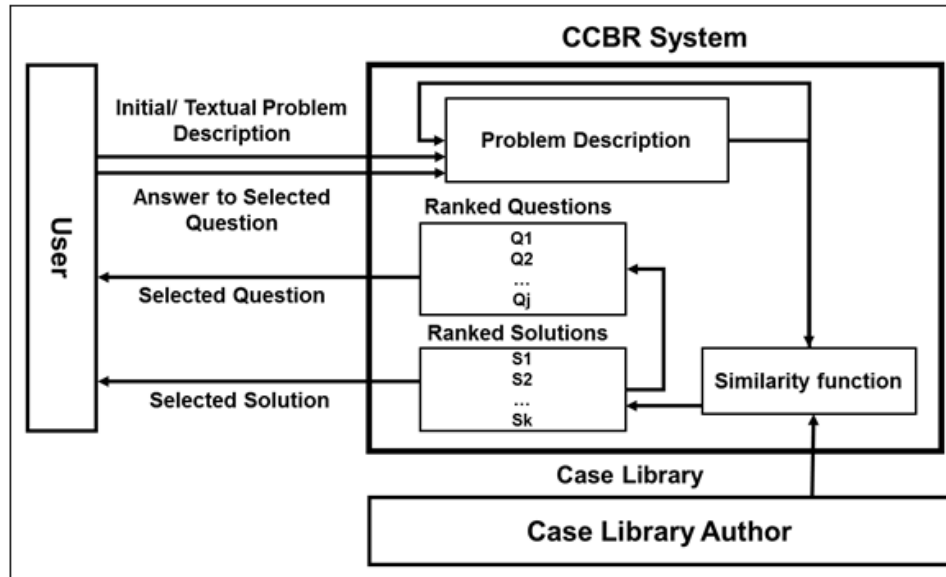 CCBR System
Initial/ Textual Problem
Description
Problem Description
Answer to Selected
Question
User
Ranked Questions
Q1
Q2
...
Qj
Selected Question
Ranked Solutions
S1
S2
...
Sk
Similarity function
Selected Solution
Case Library
Case Library Author